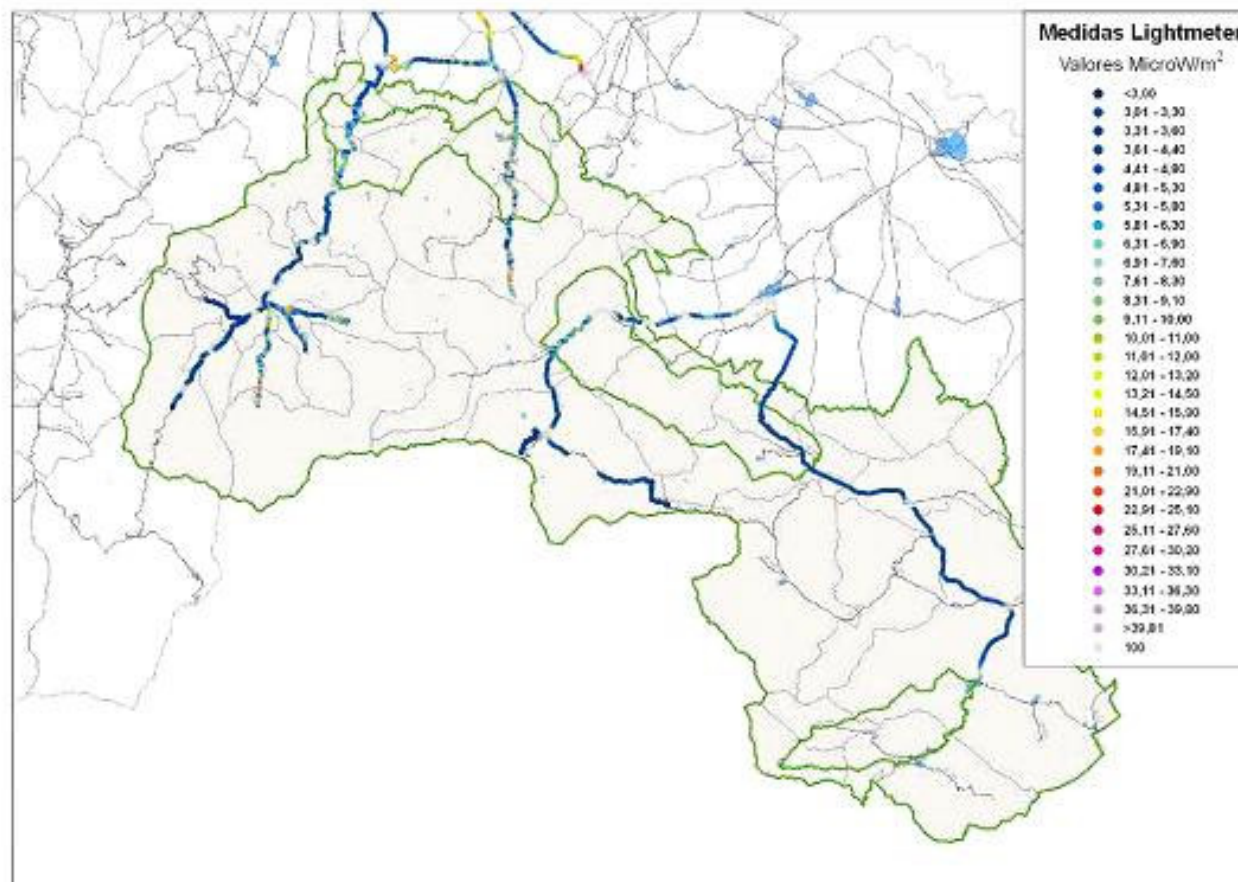 Medidas Lightmeter
Valores MicroW/m²
<3,00
3,01 - 3,30
3,31 - 3,60
3,61 - 4,40
4,41 - 4,80
4,81 - 5,30
5,31 - 5,80
5,81 - 6,30
6,31 - 6,90
6,91 - 7,60
7,61 - 8,30
8,31 - 9,10
9,11 - 10,00
10,01 - 11,00
11,01 - 12,00
12,01 - 13,20
13,21 - 14,50
14,51 - 15,90
15,91 - 17,40
17,41 - 19,10
19,11 - 21,00
21,01 - 22,90
22,91 - 25,10
25,11 - 27,60
27,61 - 30,20
30,21 - 33,10
33,11 - 36,30
36,31 - 39,80
>39,81
100